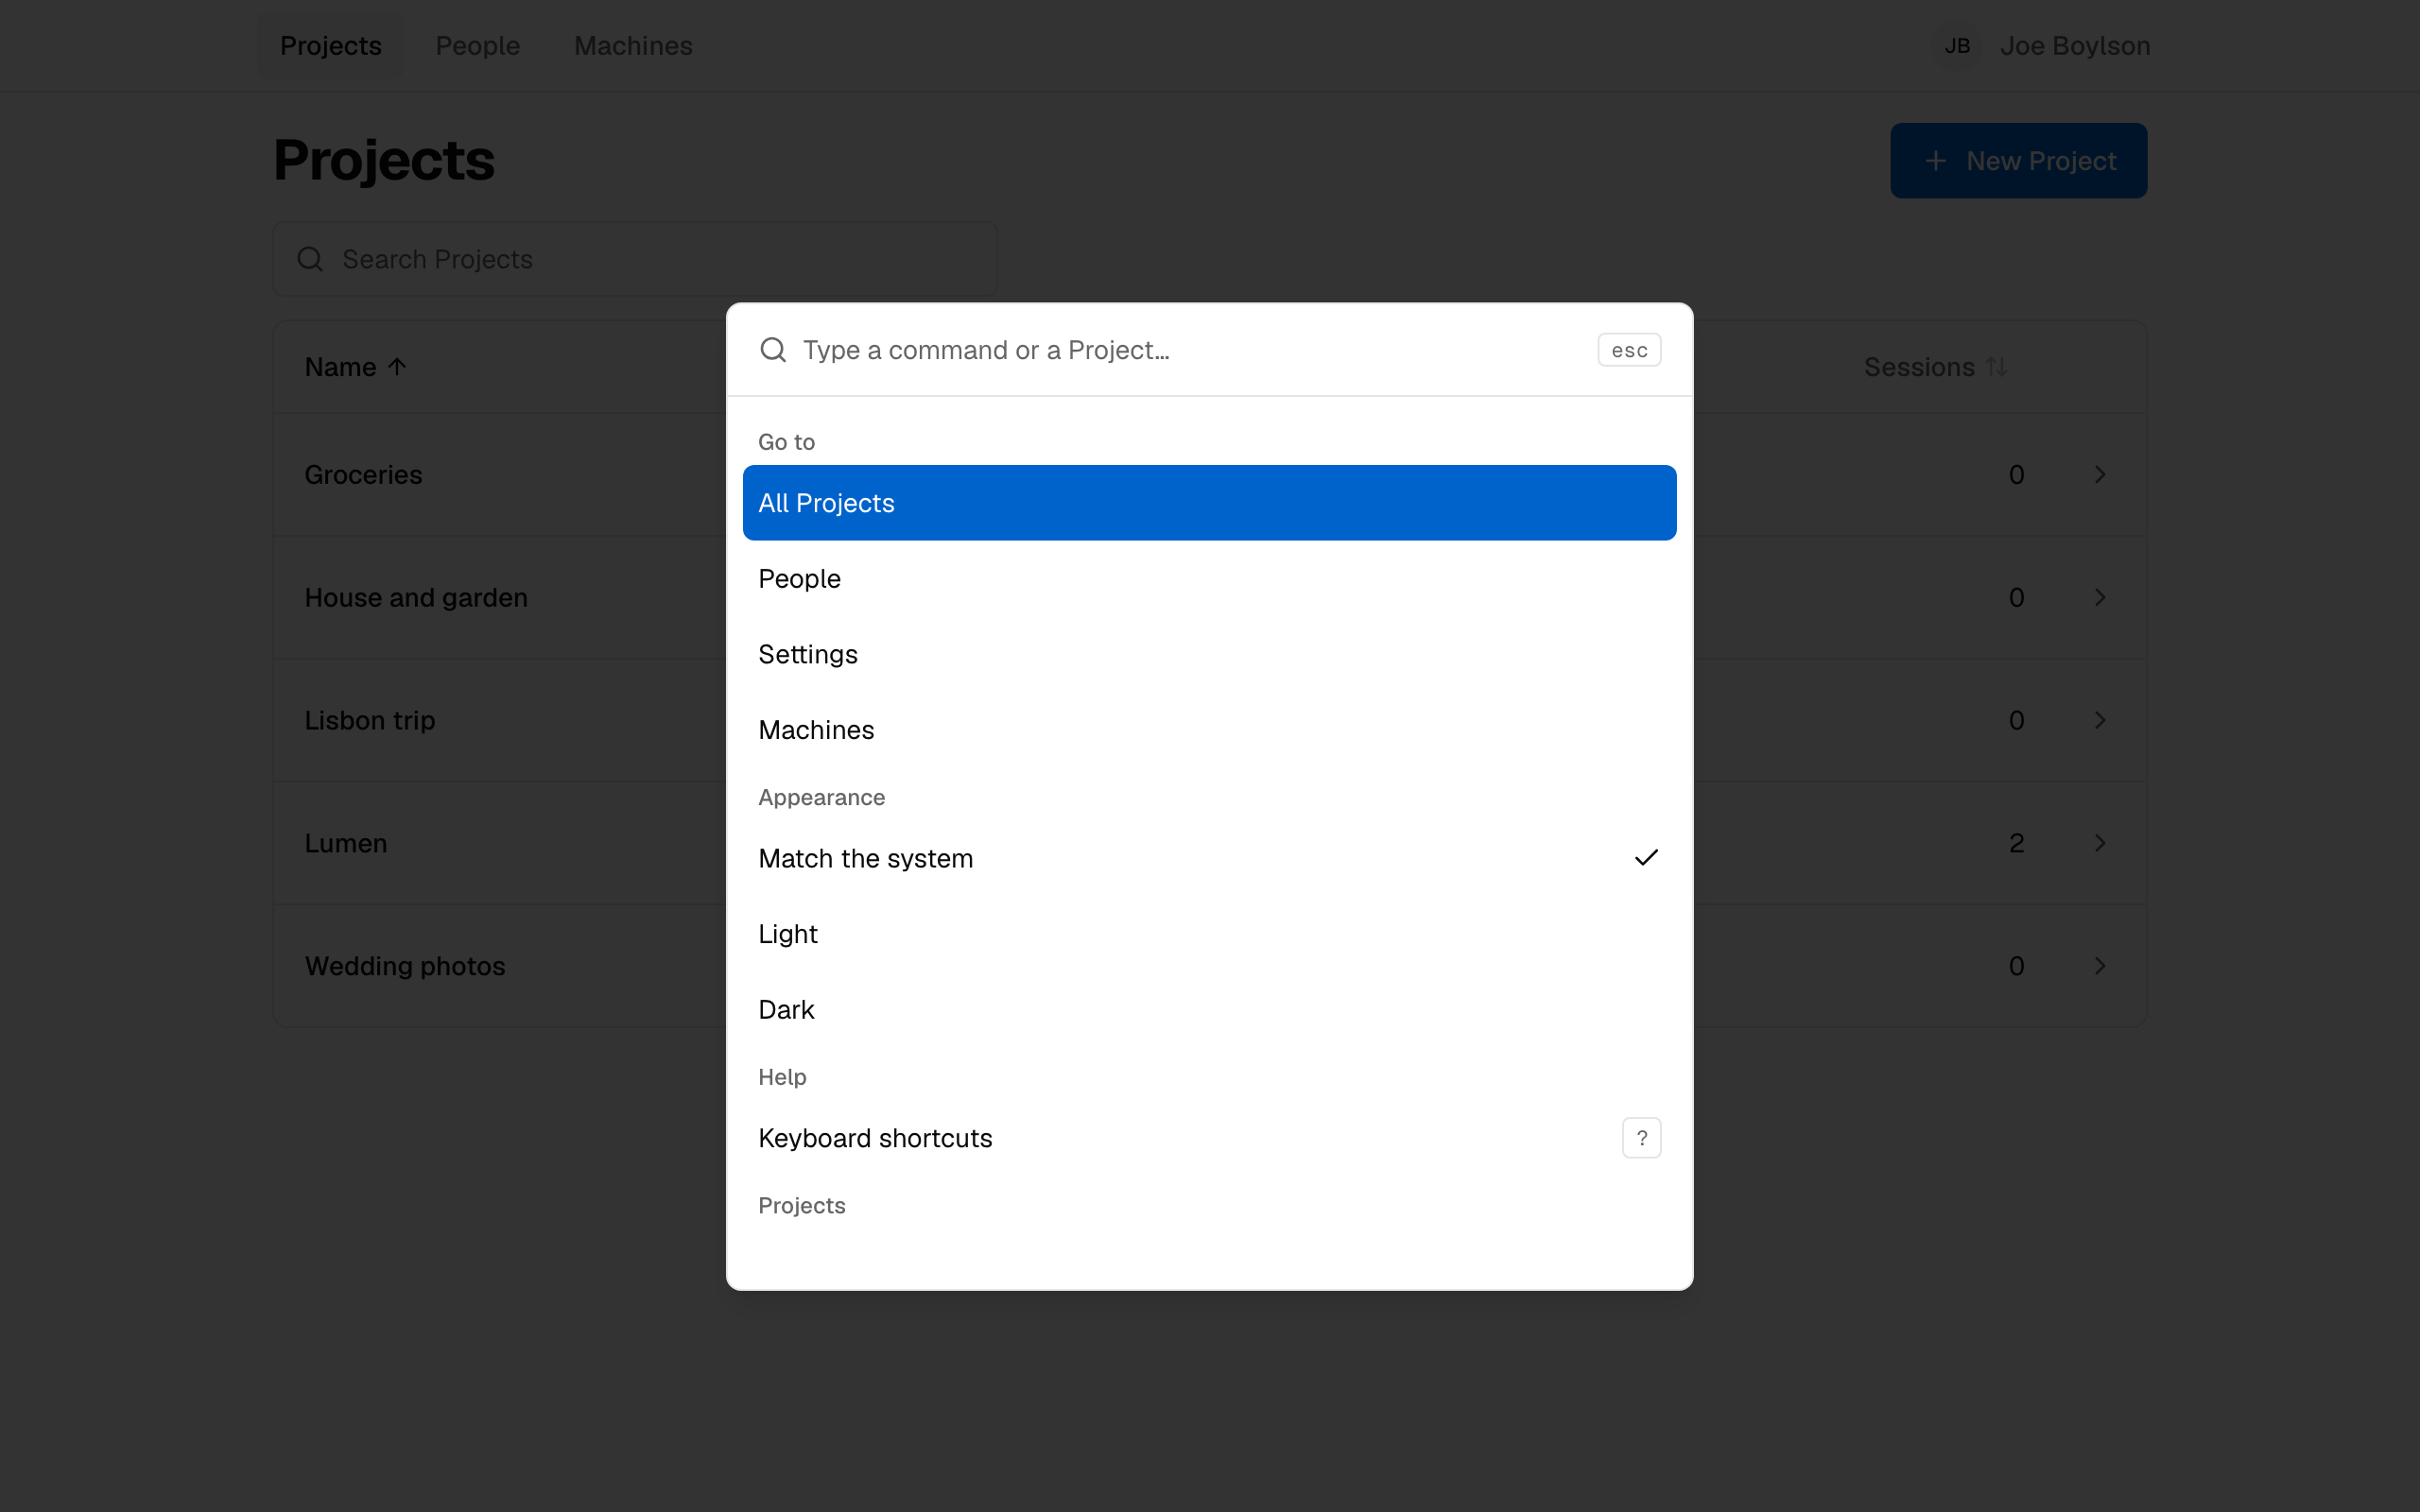 Projects People Machines JB Joe Boylson
Projects
New Project
Search Projects
Name Sessions
Groceries 0
House and garden 0
Lisbon trip 0
Lumen 2
Wedding photos 0
Type a command or a Project... esc
Go to
All Projects
People
Settings
Machines
Appearance
Match the system
Light
Dark
Help
Keyboard shortcuts ?
Projects